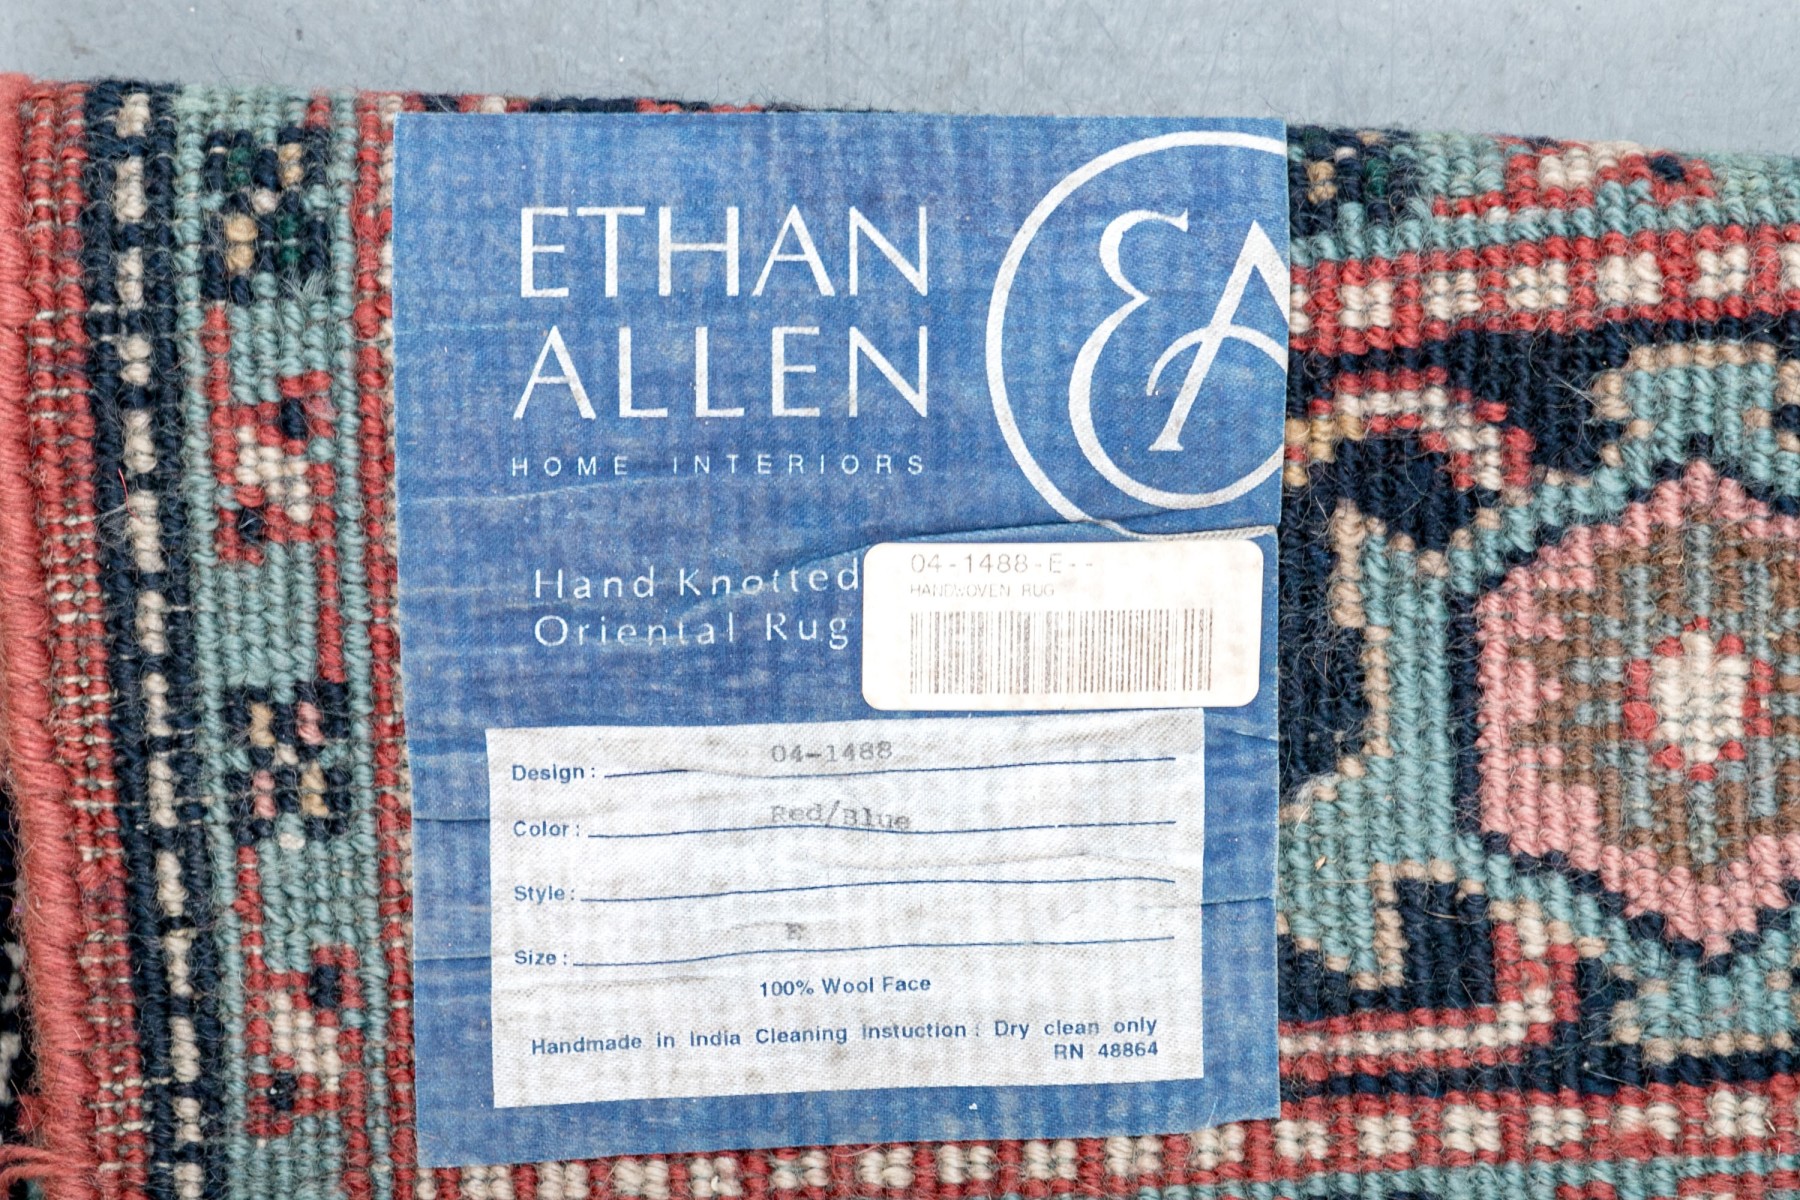 ETHAN
ALLEN
HOME INTERIORS
EA
Hand Knotted
Oriental Rug
04-1488-E--
HANDWOVEN RUG
Design: 04-1488
Color: Red/Blue
Style:
Size: E
100% Wool Face
Handmade in India Cleaning Instuction: Dry clean only
RN 48864